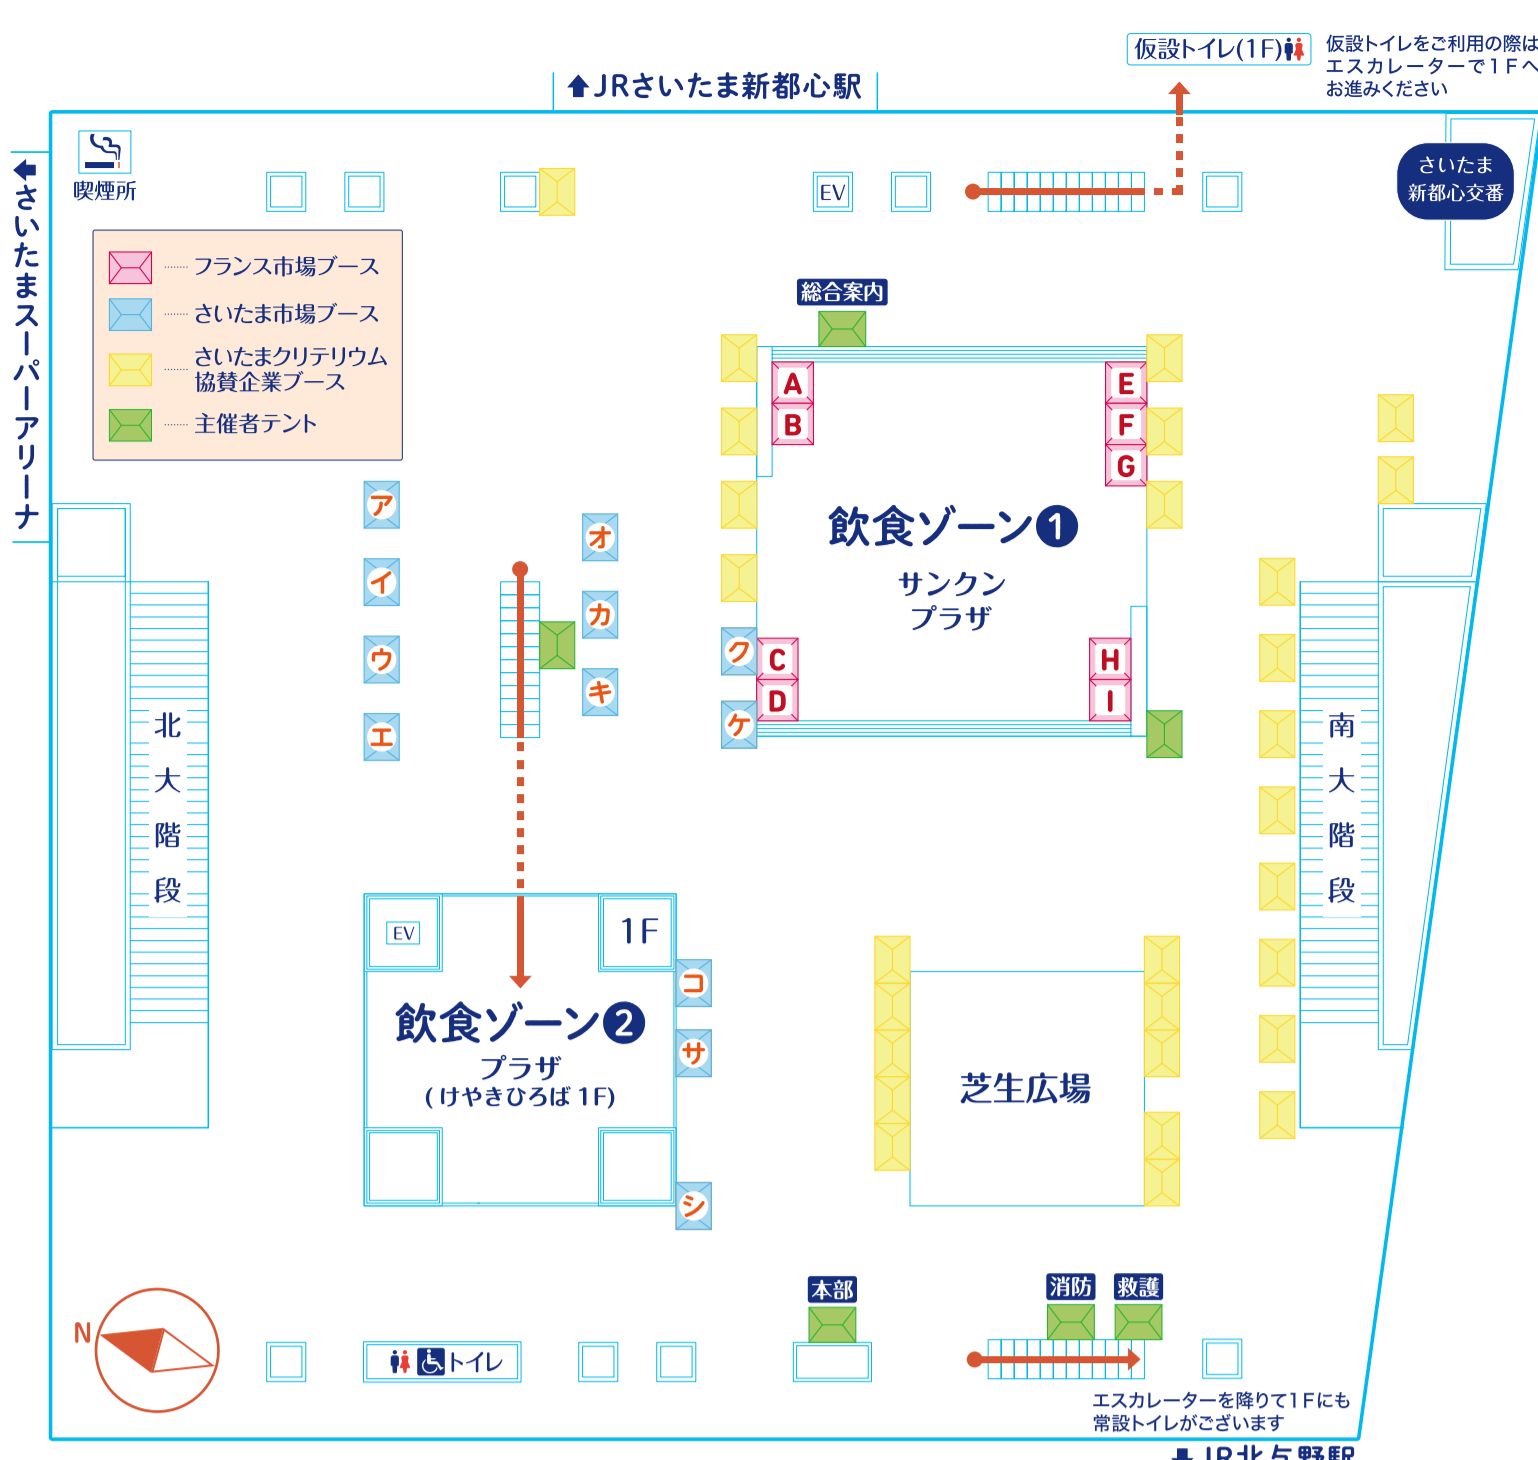 仮設トイレ(1F)
仮設トイレをご利用の際は
エスカレーターで1Fへ
お進みください
JRさいたま新都心駅
喫煙所
さいたまスーパーアリーナ
EV
さいたま
新都心交番
フランス市場ブース
さいたま市場ブース
さいたまクリテリウム
協賛企業ブース
主催者テント
総合案内
A
B
E
F
G
飲食ゾーン1
サンクン
プラザ
C
D
H
I
ア
イ
ウ
エ
オ
カ
キ
ク
ケ
北大階段
南大階段
EV
1F
飲食ゾーン2
プラザ
(けやきひろば 1F)
コ
サ
シ
芝生広場
本部
消防
救護
N
トイレ
エスカレーターを降りて1Fにも
常設トイレがございます
JR北与野駅